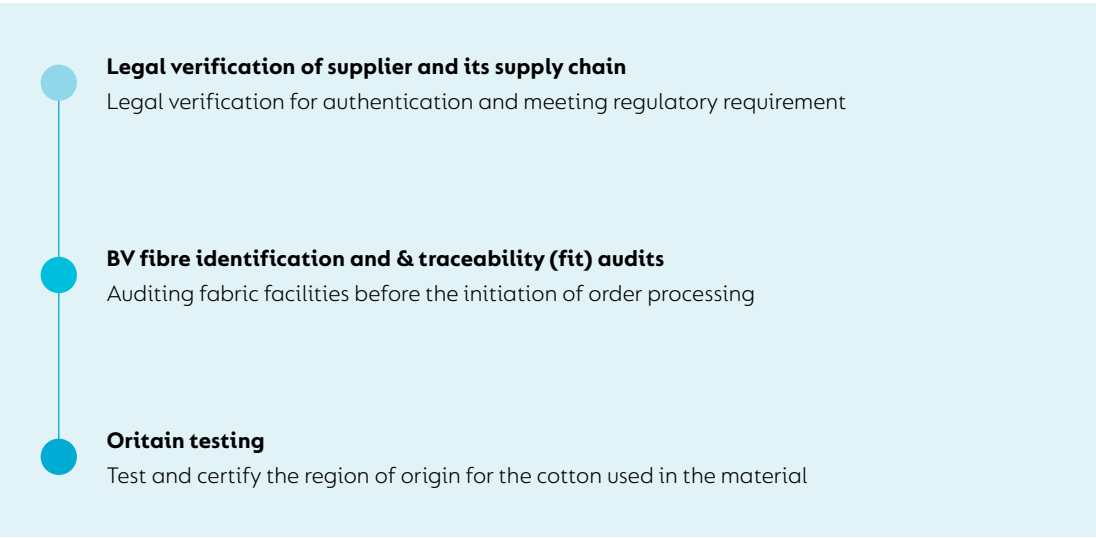 Legal verification of supplier and its supply chain
Legal verification for authentication and meeting regulatory requirement
BV fibre identification and & traceability (fit) audits
Auditing fabric facilities before the initiation of order processing
Oritain testing
Test and certify the region of origin for the cotton used in the material